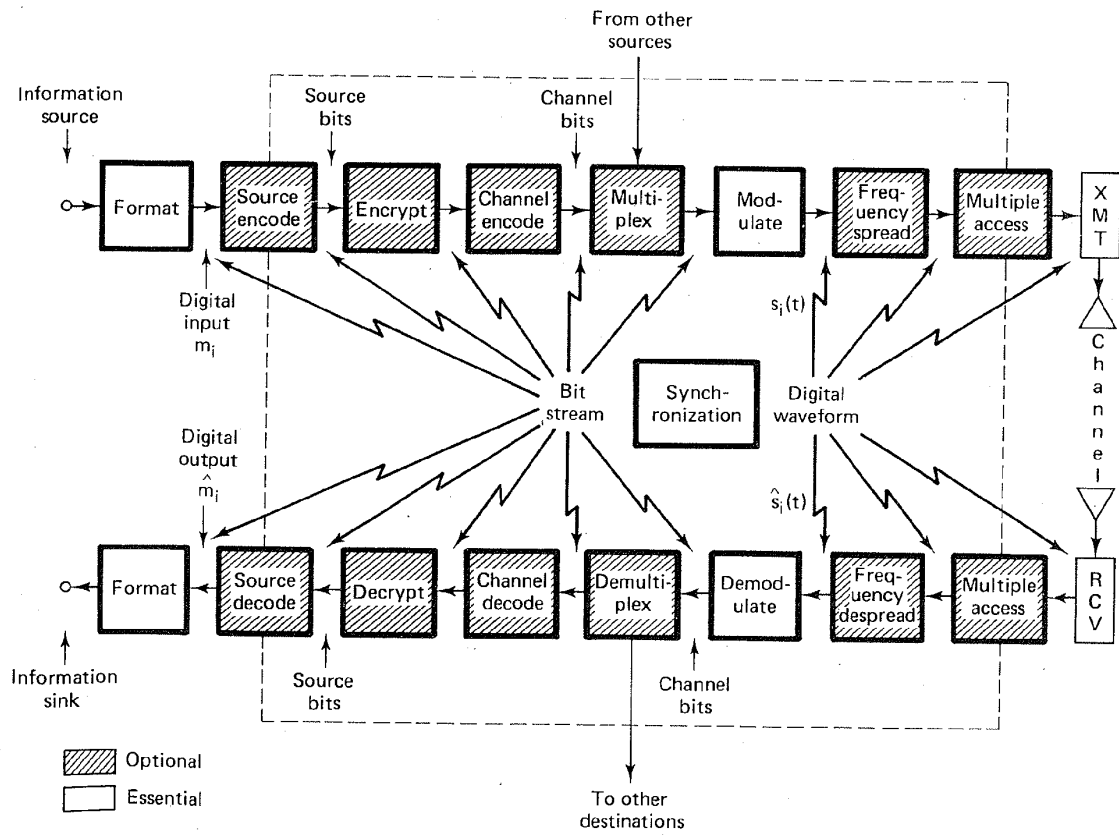 From other
sources
Information
source
Source
bits
Channel
bits
Format
Source
encode
Encrypt
Channel
encode
Multi-
plex
Mod-
ulate
Freq-
uency
spread
Multiple
access
X
M
T
Digital
input
m_i
s_i(t)
Bit
stream
Synch-
ronization
Digital
waveform
C
h
a
n
n
e
l
Digital
output
m̂_i
ŝ_i(t)
Format
Source
decode
Decrypt
Channel
decode
Demulti-
plex
Demod-
ulate
Freq-
uency
despread
Multiple
access
R
C
V
Information
sink
Source
bits
Channel
bits
Optional
Essential
To other
destinations